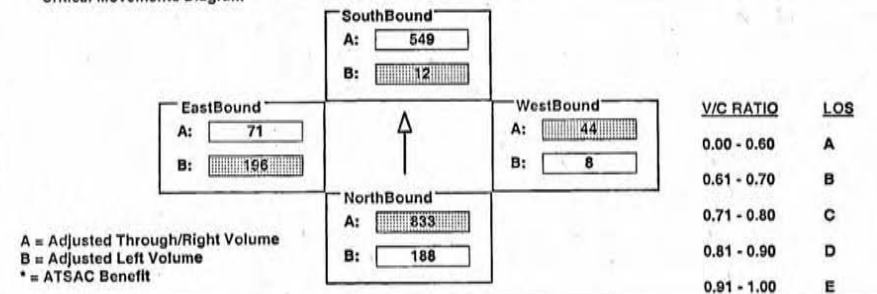 SouthBound
A: 549
B: 12
EastBound
A: 71
B: 196
WestBound
A: 44
B: 8
NorthBound
A: 833
B: 188
A = Adjusted Through/Right Volume
B = Adjusted Left Volume
* = ATSAC Benefit
V/C RATIO LOS
0.00 - 0.60 A
0.61 - 0.70 B
0.71 - 0.80 C
0.81 - 0.90 D
0.91 - 1.00 E